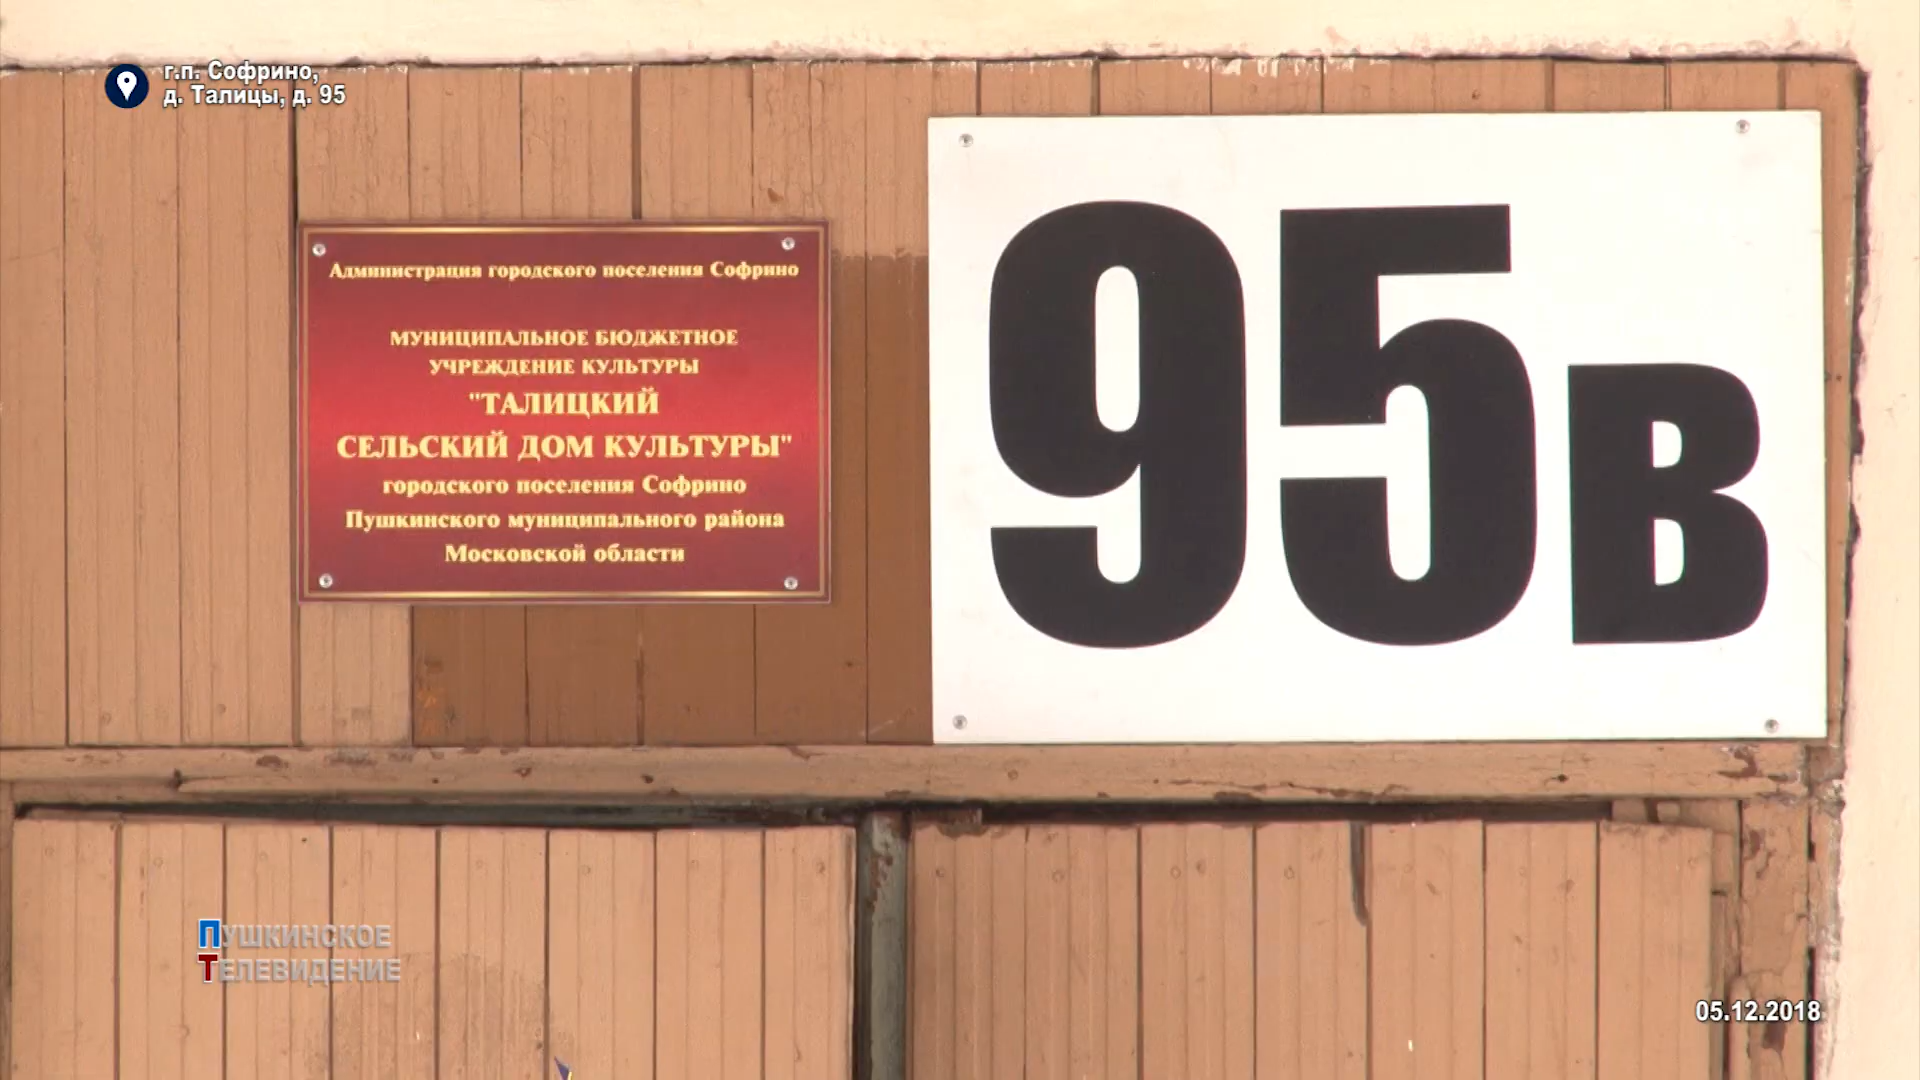 г.п. Софрино,
д. Талицы, д. 95
Администрация городского поселения Софрино
МУНИЦИПАЛЬНОЕ БЮДЖЕТНОЕ
УЧРЕЖДЕНИЕ КУЛЬТУРЫ
"ТАЛИЦКИЙ
СЕЛЬСКИЙ ДОМ КУЛЬТУРЫ"
городского поселения Софрино
Пушкинского муниципального района
Московской области
95В
ПУШКИНСКОЕ
ТЕЛЕВИДЕНИЕ
05.12.2018